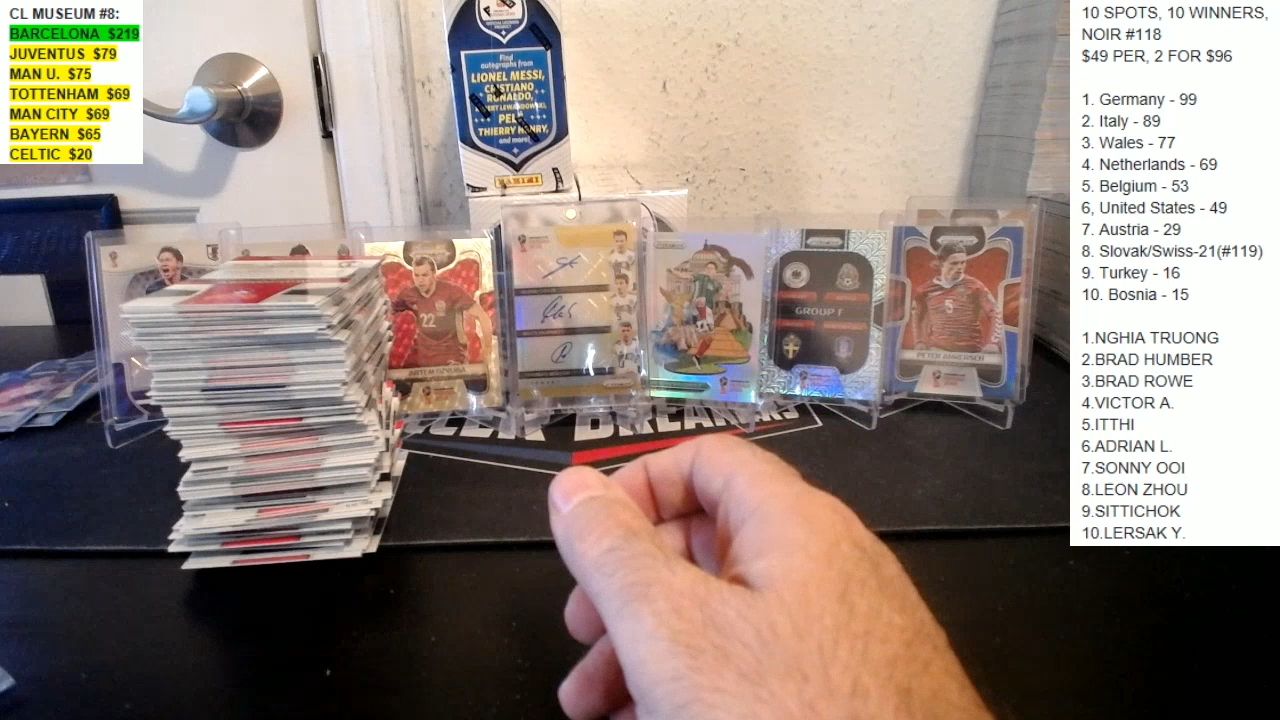 CL MUSEUM #8:
BARCELONA $219
JUVENTUS $79
MAN U. $75
TOTTENHAM $69
MAN CITY $69
BAYERN $65
CELTIC $20
Find
autographs from
LIONEL MESSI,
CRISTIANO
RONALDO,
PELÉ
THIERRY HENRY,
and more!
PANINI
22
ARTEM DZYUBA
GROUP F
PETER ANKERSEN
BREAKERS
10 SPOTS, 10 WINNERS,
NOIR #118
$49 PER, 2 FOR $96
1. Germany - 99
2. Italy - 89
3. Wales - 77
4. Netherlands - 69
5. Belgium - 53
6, United States - 49
7. Austria - 29
8. Slovak/Swiss-21(#119)
9. Turkey - 16
10. Bosnia - 15
1.NGHIA TRUONG
2.BRAD HUMBER
3.BRAD ROWE
4.VICTOR A.
5.ITTHI
6.ADRIAN L.
7.SONNY OOI
8.LEON ZHOU
9.SITTICHOK
10.LERSAK Y.